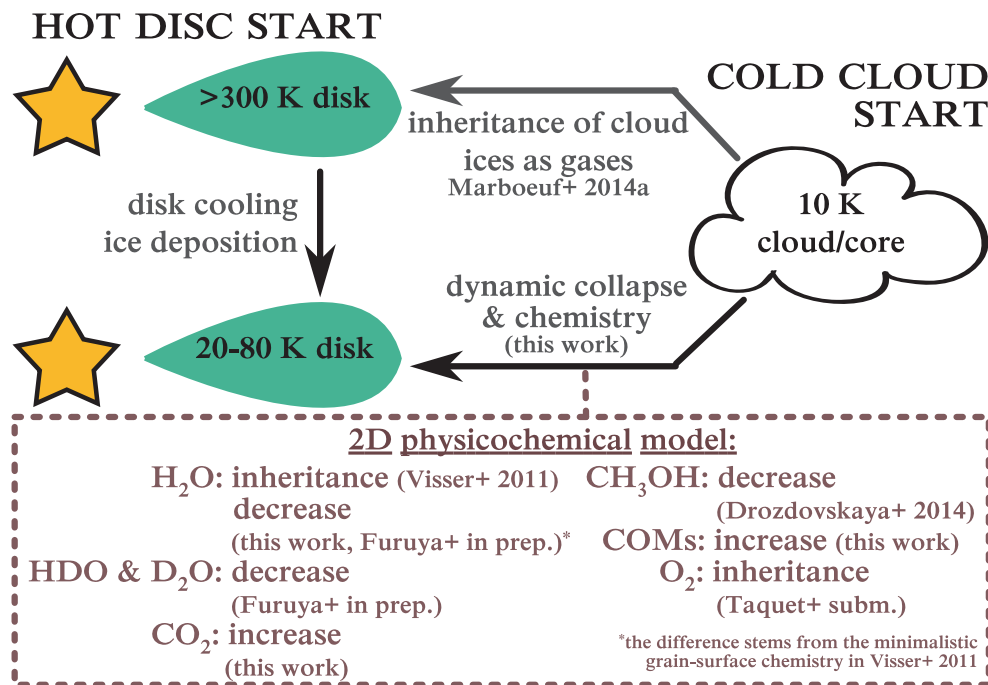 HOT DISC START
>300 K disk
COLD CLOUD
START
inheritance of cloud
ices as gases
Marboeuf+ 2014a
10 K
cloud/core
disk cooling
ice deposition
dynamic collapse
& chemistry
(this work)
20-80 K disk
2D physicochemical model:
H₂O: inheritance (Visser+ 2011)
decrease
(this work, Furuya+ in prep.)*
HDO & D₂O: decrease
(Furuya+ in prep.)
CO₂: increase
(this work)
CH₃OH: decrease
(Drozdovskaya+ 2014)
COMs: increase (this work)
O₂: inheritance
(Taquet+ subm.)
*the difference stems from the minimalistic
grain-surface chemistry in Visser+ 2011